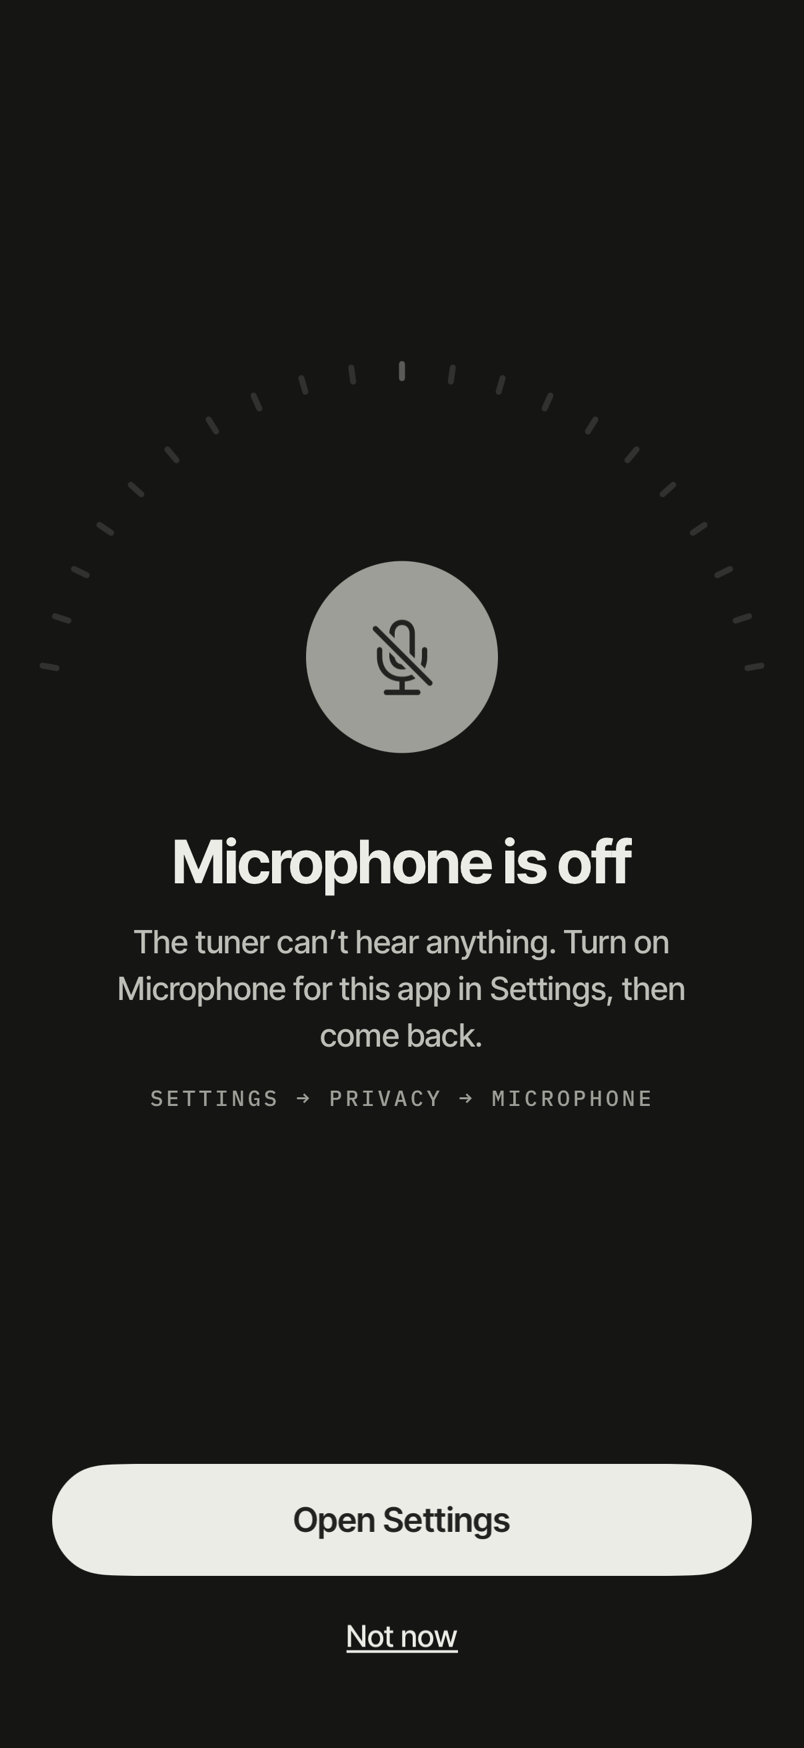 Microphone is off
The tuner can’t hear anything. Turn on
Microphone for this app in Settings, then
come back.
SETTINGS → PRIVACY → MICROPHONE
Open Settings
Not now